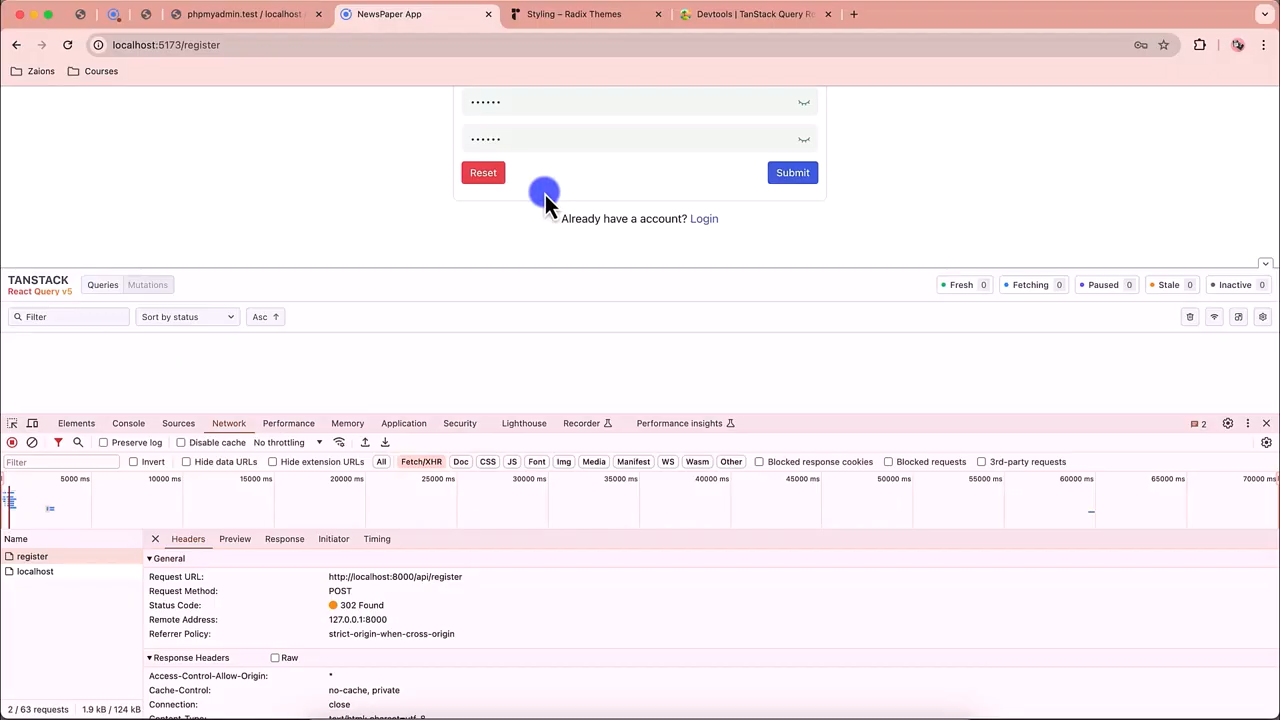 phpmyadmin.test / localhost
NewsPaper App
Styling – Radix Themes
Devtools | TanStack Query Re
localhost:5173/register
Zaions
Courses
••••••
••••••
Reset
Submit
Already have a account? Login
TANSTACK
React Query v5
Queries
Mutations
Fresh 0
Fetching 0
Paused 0
Stale 0
Inactive 0
Filter
Sort by status
Asc ↑
Elements
Console
Sources
Network
Performance
Memory
Application
Security
Lighthouse
Recorder
Performance insights
2
Preserve log
Disable cache
No throttling
Filter
Invert
Hide data URLs
Hide extension URLs
All
Fetch/XHR
Doc
CSS
JS
Font
Img
Media
Manifest
WS
Wasm
Other
Blocked response cookies
Blocked requests
3rd-party requests
5000 ms
10000 ms
15000 ms
20000 ms
25000 ms
30000 ms
35000 ms
40000 ms
45000 ms
50000 ms
55000 ms
60000 ms
65000 ms
70000 ms
Name
Headers
Preview
Response
Initiator
Timing
register
localhost
General
Request URL: http://localhost:8000/api/register
Request Method: POST
Status Code: 302 Found
Remote Address: 127.0.0.1:8000
Referrer Policy: strict-origin-when-cross-origin
Response Headers
Raw
Access-Control-Allow-Origin: *
Cache-Control: no-cache, private
Connection: close
Content-Type: text/html; charset=utf-8
2 / 63 requests
1.9 kB / 124 kB